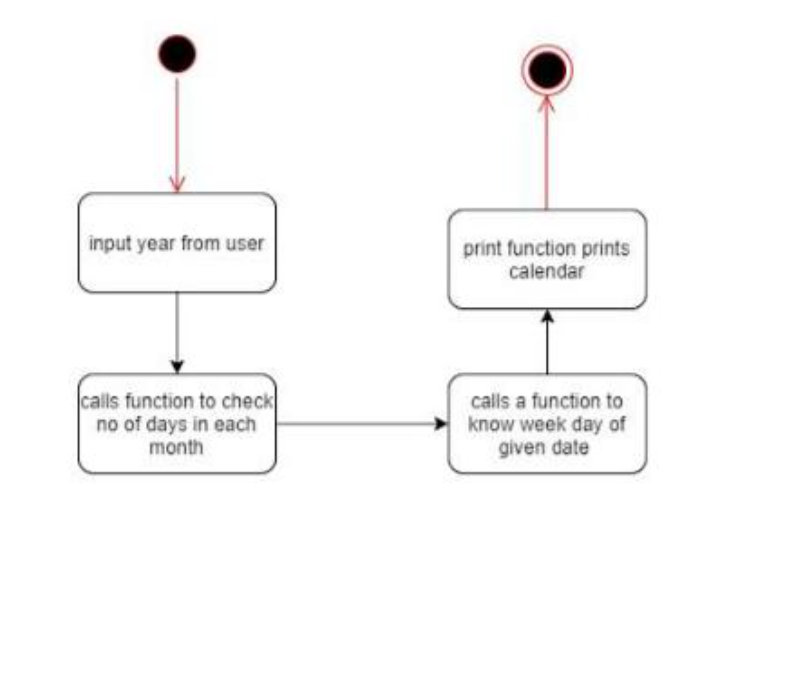 input year from user
calls function to check
no of days in each
month
calls a function to
know week day of
given date
print function prints
calendar